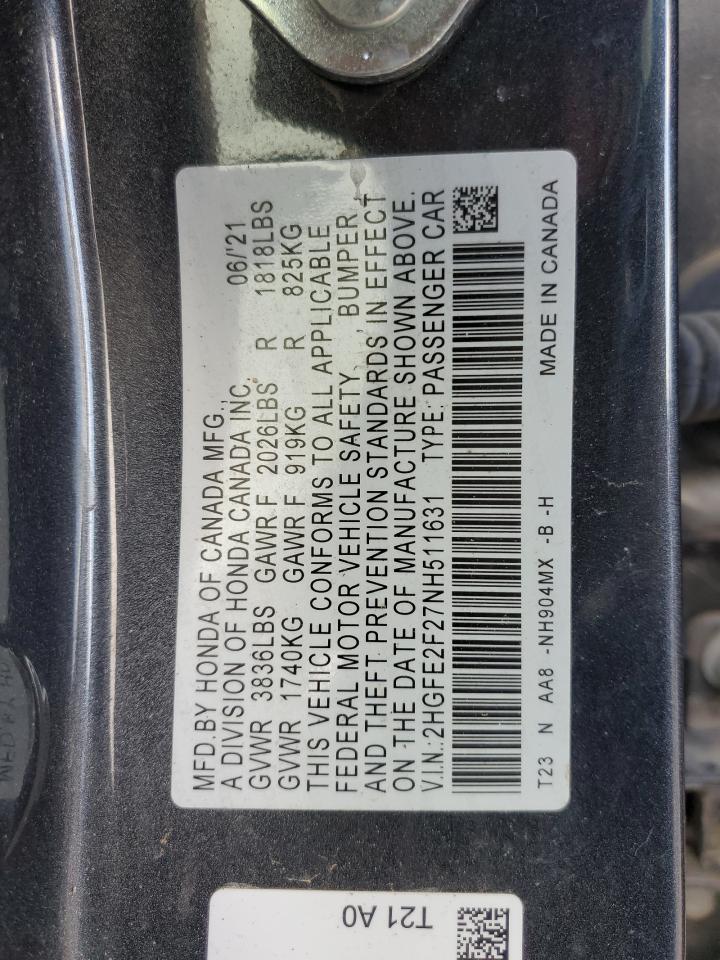 MFD.BY HONDA OF CANADA MFG., 06/'21
A DIVISION OF HONDA CANADA INC.
GVWR 3836LBS GAWR F 2026LBS R 1818LBS
GVWR 1740KG GAWR F 919KG R 825KG
THIS VEHICLE CONFORMS TO ALL APPLICABLE
FEDERAL MOTOR VEHICLE SAFETY, BUMPER,
AND THEFT PREVENTION STANDARDS IN EFFECT
ON THE DATE OF MANUFACTURE SHOWN ABOVE.
V.I.N.:2HGFE2F27NH511631 TYPE: PASSENGER CAR
T23 N AA8 -NH904MX -B -H MADE IN CANADA
T21 A0